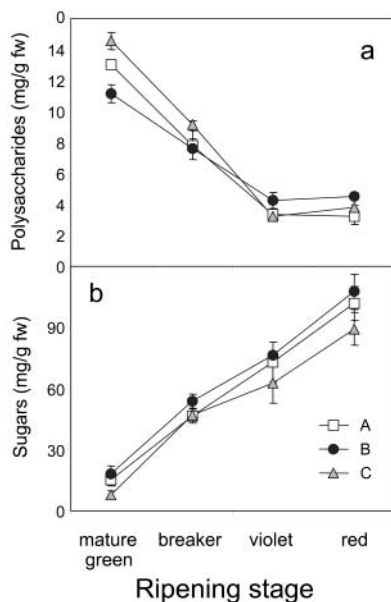 0
14
12
10
8
6
4
2
0
Polysaccharides (mg/g fw)
a
90
60
30
0
Sugars (mg/g fw)
b
A
B
C
mature green
breaker
violet
red
Ripening stage